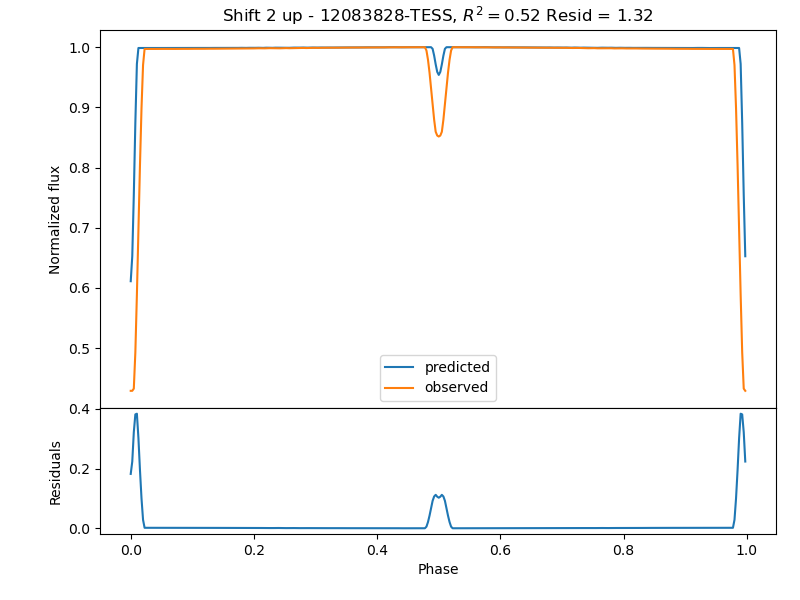 Shift 2 up - 12083828-TESS, $R^2 = 0.52$ Resid = 1.32
1.0
0.9
0.8
0.7
0.6
0.5
0.4
Normalized flux
predicted
observed
0.2
0.0
Residuals
0.0 0.2 0.4 0.6 0.8 1.0
Phase